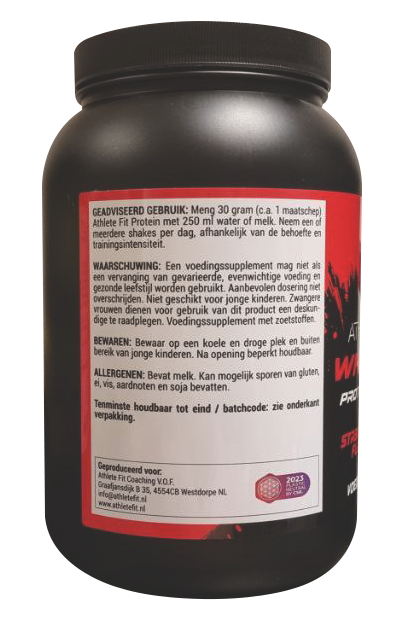 GEADVISEERD GEBRUIK: Meng 30 gram (c.a. 1 maatschep)
Athlete Fit Protein met 250 ml water of melk. Neem een of
meerdere shakes per dag, afhankelijk van de behoefte en
trainingsintensiteit.
WAARSCHUWING: Een voedingssupplement mag niet als
een vervanging van gevarieerde, evenwichtige voeding en
gezonde leefstijl worden gebruikt. Aanbevolen dosering niet
overschrijden. Niet geschikt voor jonge kinderen. Zwangere
vrouwen dienen voor gebruik van dit product een deskun-
dige te raadplegen. Voedingssupplement met zoetstoffen.
BEWAREN: Bewaar op een koele en droge plek en buiten
bereik van jonge kinderen. Na opening beperkt houdbaar.
ALLERGENEN: Bevat melk. Kan mogelijk sporen van gluten,
ei, vis, aardnoten en soja bevatten.
Tenminste houdbaar tot eind / batchcode: zie onderkant
verpakking.
Geproduceerd voor:
Athlete Fit Coaching V.O.F.
Graafjansdijk B 35, 4554CB Westdorpe NL
info@athletefit.nl
www.athletefit.nl
2023
PLASTIC
NEUTRAL
BY CSR
ATH
WH
PROT